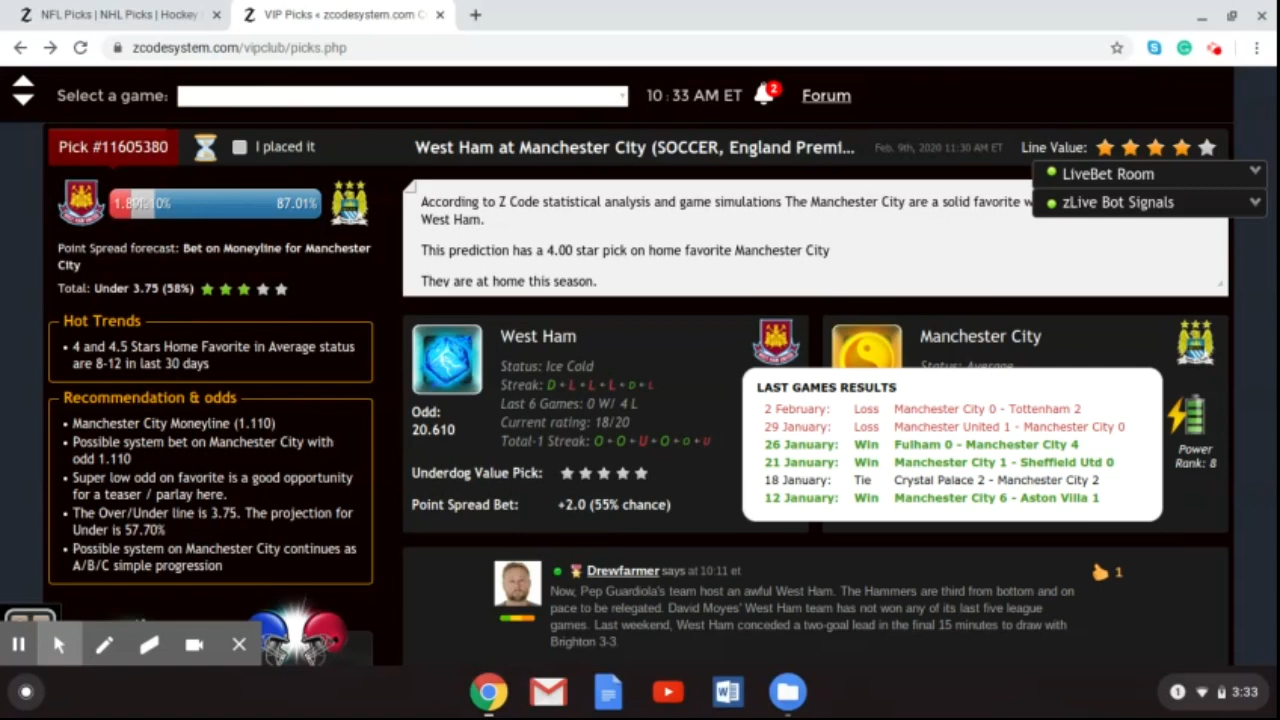 NFL Picks | NHL Picks | Hockey
VIP Picks « zcodesystem.com
zcodesystem.com/vipclub/picks.php
Select a game:
10:33 AM ET
2
Forum
Pick #11605380
I placed it
West Ham at Manchester City (SOCCER, England Premi...
Feb. 9th, 2020 11:30 AM ET
Line Value:
LiveBet Room
zLive Bot Signals
87.01%
Point Spread forecast: Bet on Moneyline for Manchester
City
Total: Under 3.75 (58%)
According to Z Code statistical analysis and game simulations The Manchester City are a solid favorite
West Ham.
This prediction has a 4.00 star pick on home favorite Manchester City
They are at home this season.
Hot Trends
• 4 and 4.5 Stars Home Favorite in Average status
are 8-12 in last 30 days
Recommendation & odds
• Manchester City Moneyline (1.110)
• Possible system bet on Manchester City with
odd 1.110
• Super low odd on favorite is a good opportunity
for a teaser / parlay here.
• The Over/Under line is 3.75. The projection for
Under is 57.70%
• Possible system on Manchester City continues as
A/B/C simple progression
West Ham
Status: Ice Cold
Streak: D + L + L + L + D + L
Last 6 Games: 0 W/ 4 L
Current rating: 18/20
Total-1 Streak: O + O + U + O + O + U
Odd:
20.610
Underdog Value Pick:
Point Spread Bet: +2.0 (55% chance)
Manchester City
Status: Average
LAST GAMES RESULTS
2 February: Loss Manchester City 0 - Tottenham 2
29 January: Loss Manchester United 1 - Manchester City 0
26 January: Win Fulham 0 - Manchester City 4
21 January: Win Manchester City 1 - Sheffield Utd 0
18 January: Tie Crystal Palace 2 - Manchester City 2
12 January: Win Manchester City 6 - Aston Villa 1
Power
Rank: 8
Drewfarmer says at 10:11 et
1
Now, Pep Guardiola's team host an awful West Ham. The Hammers are third from bottom and on
pace to be relegated. David Moyes' West Ham team has not won any of its last five league
games. Last weekend, West Ham conceded a two-goal lead in the final 15 minutes to draw with
Brighton 3-3.
1
3:33